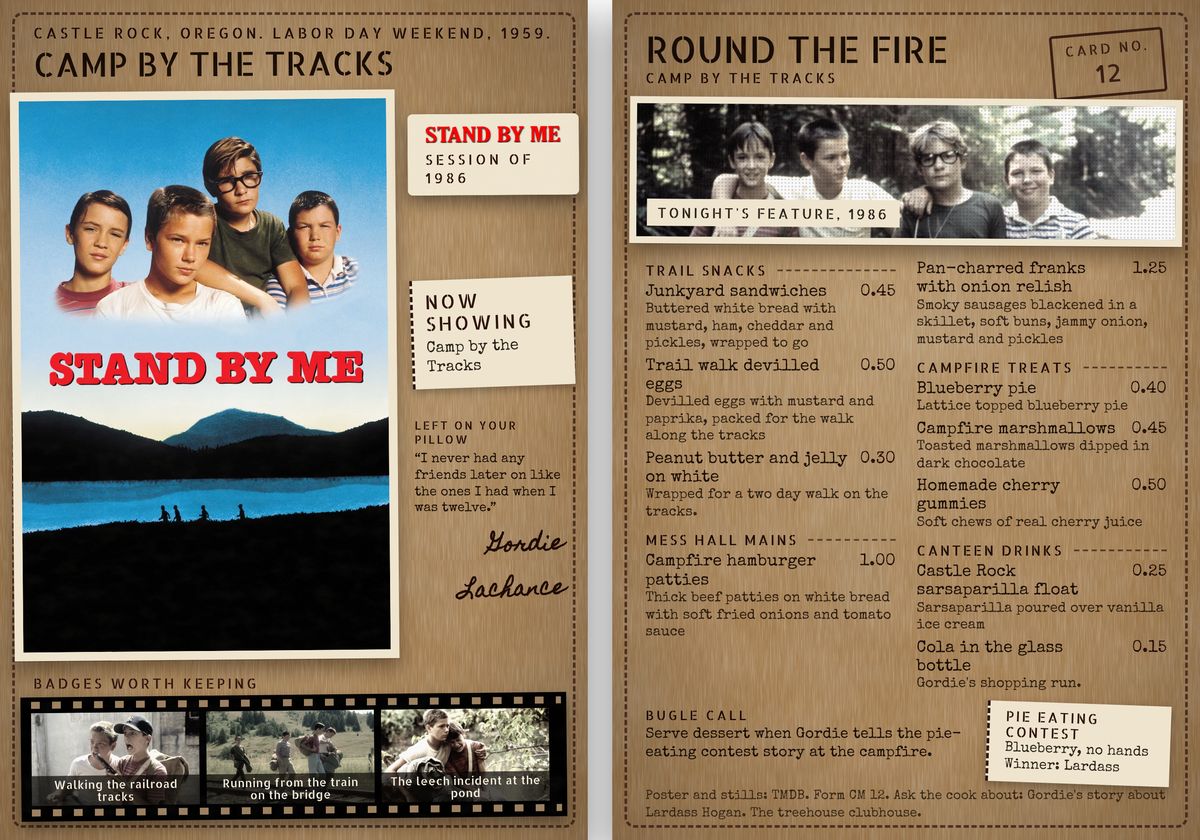 CASTLE ROCK, OREGON. LABOR DAY WEEKEND, 1959.
CAMP BY THE TRACKS
STAND BY ME
STAND BY ME
SESSION OF
1986
NOW
SHOWING
Camp by the
Tracks
LEFT ON YOUR
PILLOW
“I never had any
friends later on like
the ones I had when I
was twelve.”
Gordie
Lachance
BADGES WORTH KEEPING
Walking the railroad
tracks
Running from the train
on the bridge
The leech incident at the
pond
ROUND THE FIRE
CAMP BY THE TRACKS
CARD NO.
12
TONIGHT'S FEATURE, 1986
TRAIL SNACKS
Junkyard sandwiches 0.45
Buttered white bread with
mustard, ham, cheddar and
pickles, wrapped to go
Trail walk devilled 0.50
eggs
Devilled eggs with mustard and
paprika, packed for the walk
along the tracks
Peanut butter and jelly 0.30
on white
Wrapped for a two day walk on the
tracks.
MESS HALL MAINS
Campfire hamburger 1.00
patties
Thick beef patties on white bread
with soft fried onions and tomato
sauce
Pan-charred franks 1.25
with onion relish
Smoky sausages blackened in a
skillet, soft buns, jammy onion,
mustard and pickles
CAMPFIRE TREATS
Blueberry pie 0.40
Lattice topped blueberry pie
Campfire marshmallows 0.45
Toasted marshmallows dipped in
dark chocolate
Homemade cherry 0.50
gummies
Soft chews of real cherry juice
CANTEEN DRINKS
Castle Rock 0.25
sarsaparilla float
Sarsaparilla poured over vanilla
ice cream
Cola in the glass 0.15
bottle
Gordie's shopping run.
BUGLE CALL
Serve dessert when Gordie tells the pie-
eating contest story at the campfire.
PIE EATING
CONTEST
Blueberry, no hands
Winner: Lardass
Poster and stills: TMDB. Form CM 12. Ask the cook about: Gordie's story about
Lardass Hogan. The treehouse clubhouse.